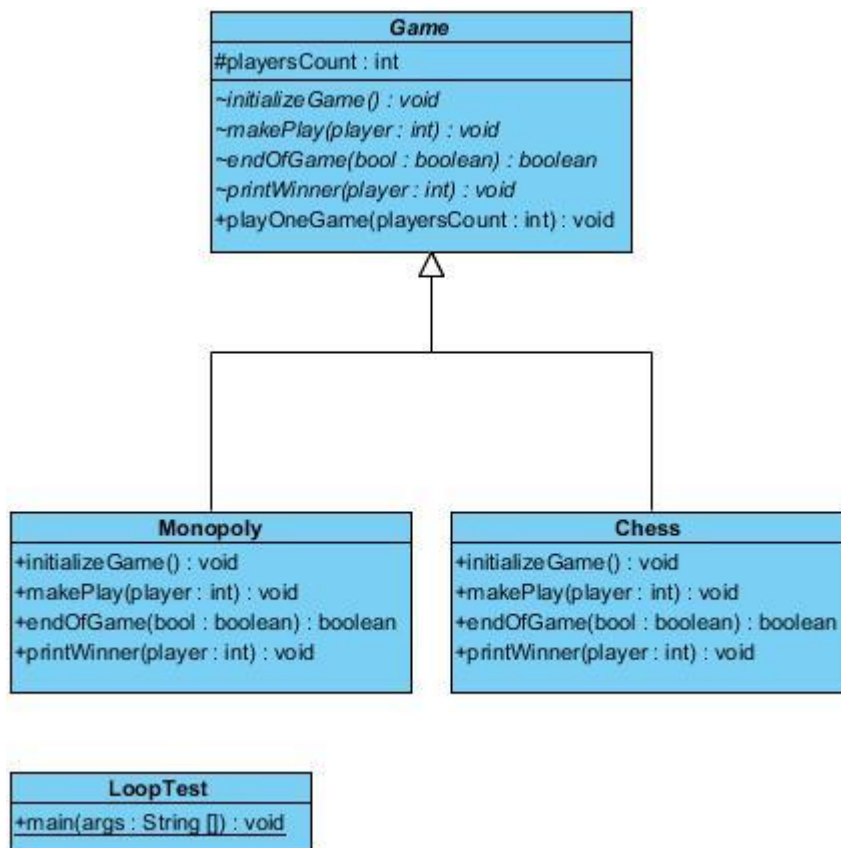 Game
#playersCount : int
~initializeGame() : void
~makePlay(player : int) : void
~endOfGame(bool : boolean) : boolean
~printWinner(player : int) : void
+playOneGame(playersCount : int) : void
Monopoly
+initializeGame() : void
+makePlay(player : int) : void
+endOfGame(bool : boolean) : boolean
+printWinner(player : int) : void
Chess
+initializeGame() : void
+makePlay(player : int) : void
+endOfGame(bool : boolean) : boolean
+printWinner(player : int) : void
LoopTest
+main(args : String []) : void